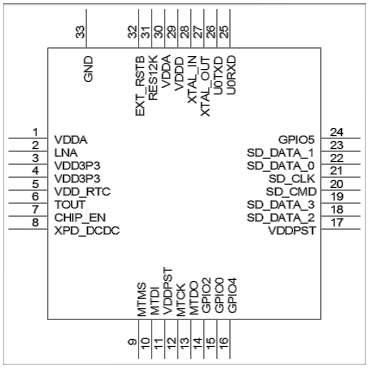 33 32 31 30 29 28 27 26 25
GND EXT_RSTB RES12K VDDA VDDD XTAL_IN XTAL_OUT U0TXD U0RXD
1 VDDA
2 LNA
3 VDD3P3
4 VDD3P3
5 VDD_RTC
6 TOUT
7 CHIP_EN
8 XPD_DCDC
GPIO5 24
SD_DATA_1 23
SD_DATA_0 22
SD_CLK 21
SD_CMD 20
SD_DATA_3 19
SD_DATA_2 18
VDDPST 17
MTMS MTDI VDDPST MTCK MTDO GPIO2 GPIO0 GPIO4
9 10 11 12 13 14 15 16